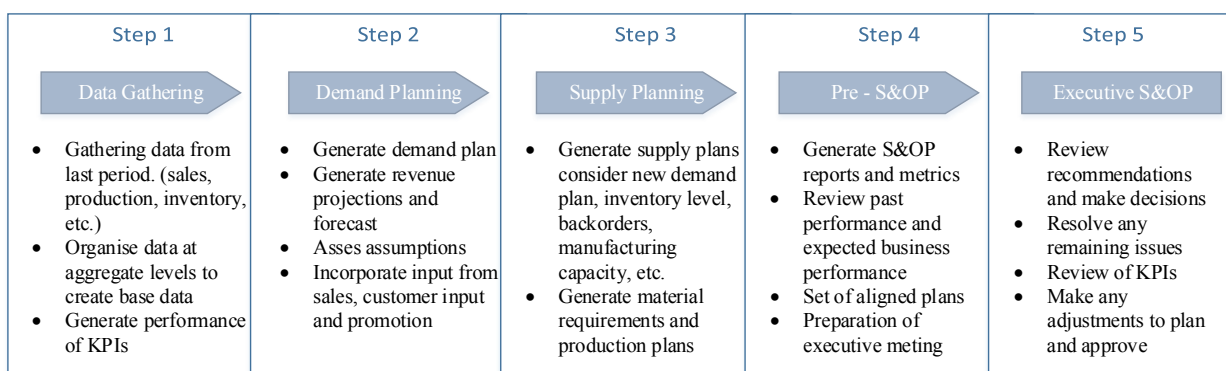 Step 1
Data Gathering
• Gathering data from
last period. (sales,
production, inventory,
etc.)
• Organise data at
aggregate levels to
create base data
• Generate performance
of KPIs
Step 2
Demand Planning
• Generate demand plan
• Generate revenue
projections and
forecast
• Asses assumptions
• Incorporate input from
sales, customer input
and promotion
Step 3
Supply Planning
• Generate supply plans
consider new demand
plan, inventory level,
backorders,
manufacturing
capacity, etc.
• Generate material
requirements and
production plans
Step 4
Pre - S&OP
• Generate S&OP
reports and metrics
• Review past
performance and
expected business
performance
• Set of aligned plans
• Preparation of
executive meting
Step 5
Executive S&OP
• Review
recommendations
and make decisions
• Resolve any
remaining issues
• Review of KPIs
• Make any
adjustments to plan
and approve